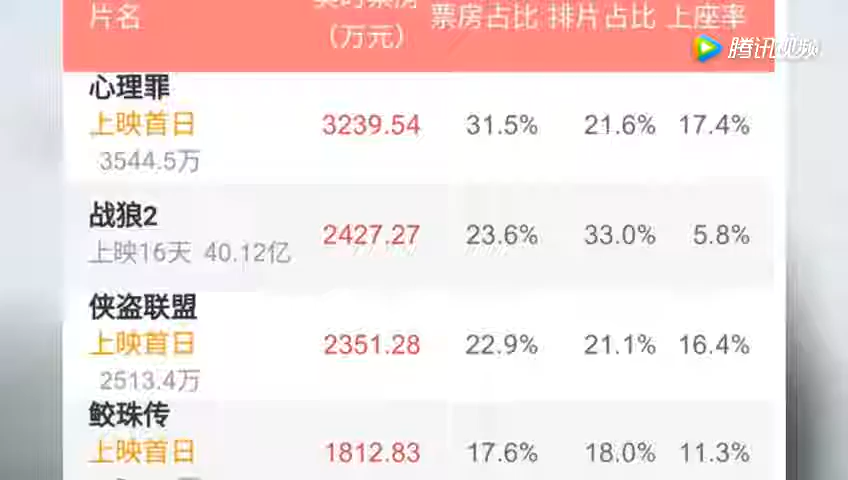 片名
实时票房
(万元)
票房占比 排片占比 上座率
腾讯视频
心理罪
上映首日
3544.5万
3239.54 31.5% 21.6% 17.4%
战狼2
上映16天 40.12亿
2427.27 23.6% 33.0% 5.8%
侠盗联盟
上映首日
2513.4万
2351.28 22.9% 21.1% 16.4%
鲛珠传
上映首日
1812.83 17.6% 18.0% 11.3%